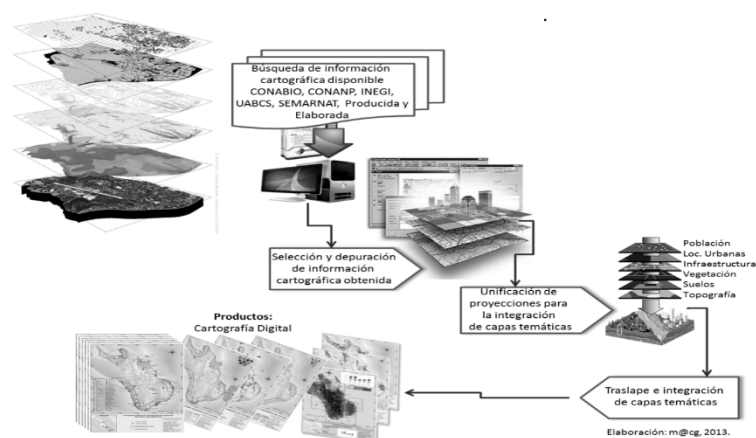 Búsqueda de información
cartográfica disponible
CONABIO, CONANP, INEGI,
UABCS, SEMARNAT, Producida y
Elaborada
Selección y depuración
de información
cartográfica obtenida
Unificación de
proyecciones para
la integración
de capas temáticas
Población
Loc. Urbanas
Infraestructura
Vegetación
Suelos
Topografía
Traslape e integración
de capas temáticas
Productos:
Cartografía Digital
Elaboración: m@cg, 2013.